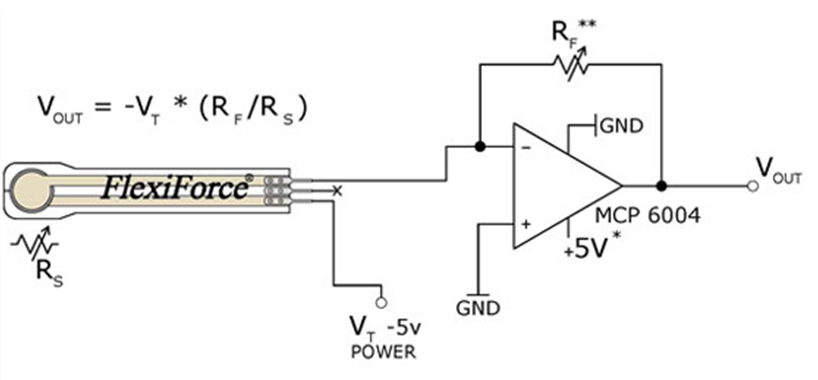 R_F**
V_OUT = -V_T * (R_F/R_S)
GND
FlexiForce®
-
V_OUT
MCP 6004
+
+5V*
R_S
GND
V_T -5v
POWER